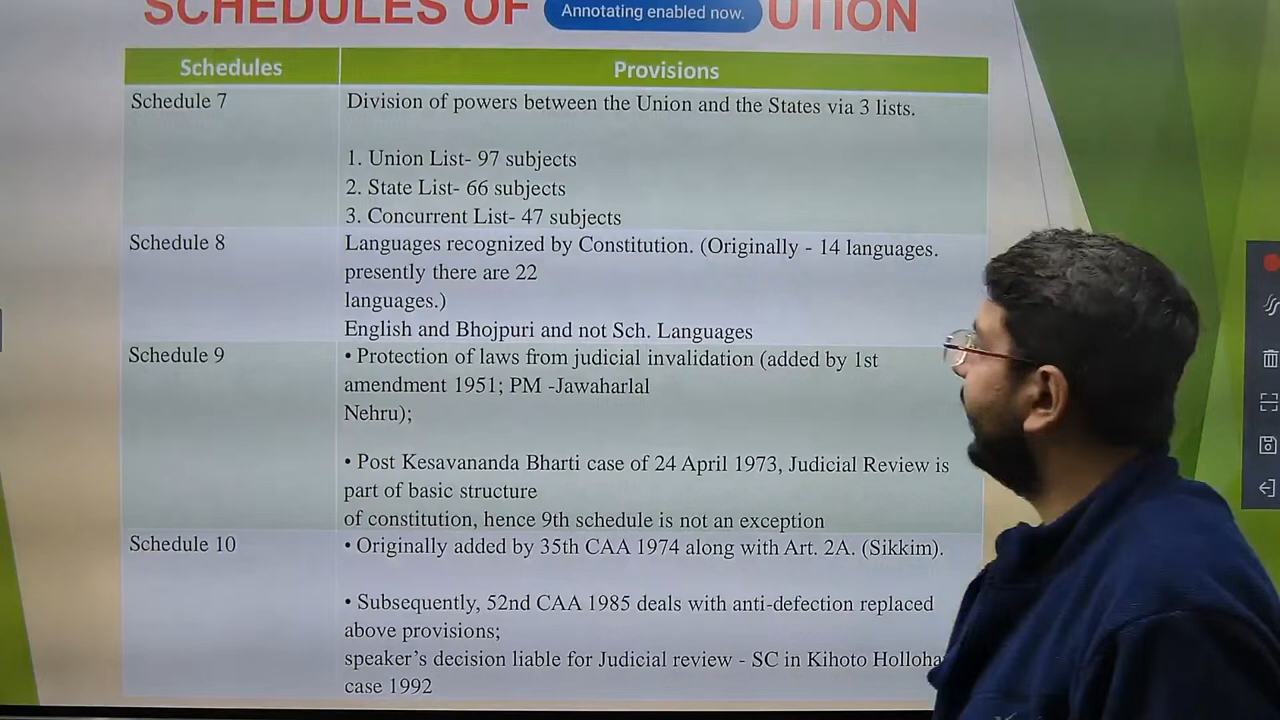 SCHEDULES OF
Annotating enabled now.
UTION
Schedules
Provisions
Schedule 7
Division of powers between the Union and the States via 3 lists.
1. Union List- 97 subjects
2. State List- 66 subjects
3. Concurrent List- 47 subjects
Schedule 8
Languages recognized by Constitution. (Originally - 14 languages.
presently there are 22
languages.)
English and Bhojpuri and not Sch. Languages
Schedule 9
• Protection of laws from judicial invalidation (added by 1st
amendment 1951; PM -Jawaharlal
Nehru);
• Post Kesavananda Bharti case of 24 April 1973, Judicial Review is
part of basic structure
of constitution, hence 9th schedule is not an exception
Schedule 10
• Originally added by 35th CAA 1974 along with Art. 2A. (Sikkim).
• Subsequently, 52nd CAA 1985 deals with anti-defection replaced
above provisions;
speaker's decision liable for Judicial review - SC in Kihoto Holloha
case 1992